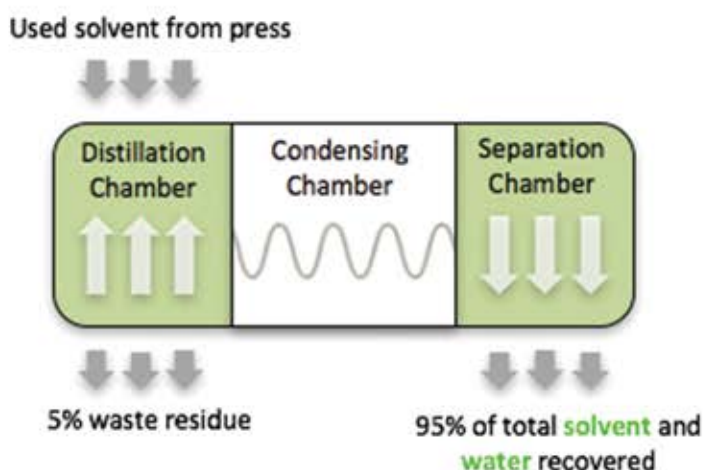 Used solvent from press
Distillation
Chamber
Condensing
Chamber
Separation
Chamber
5% waste residue
95% of total solvent and
water recovered